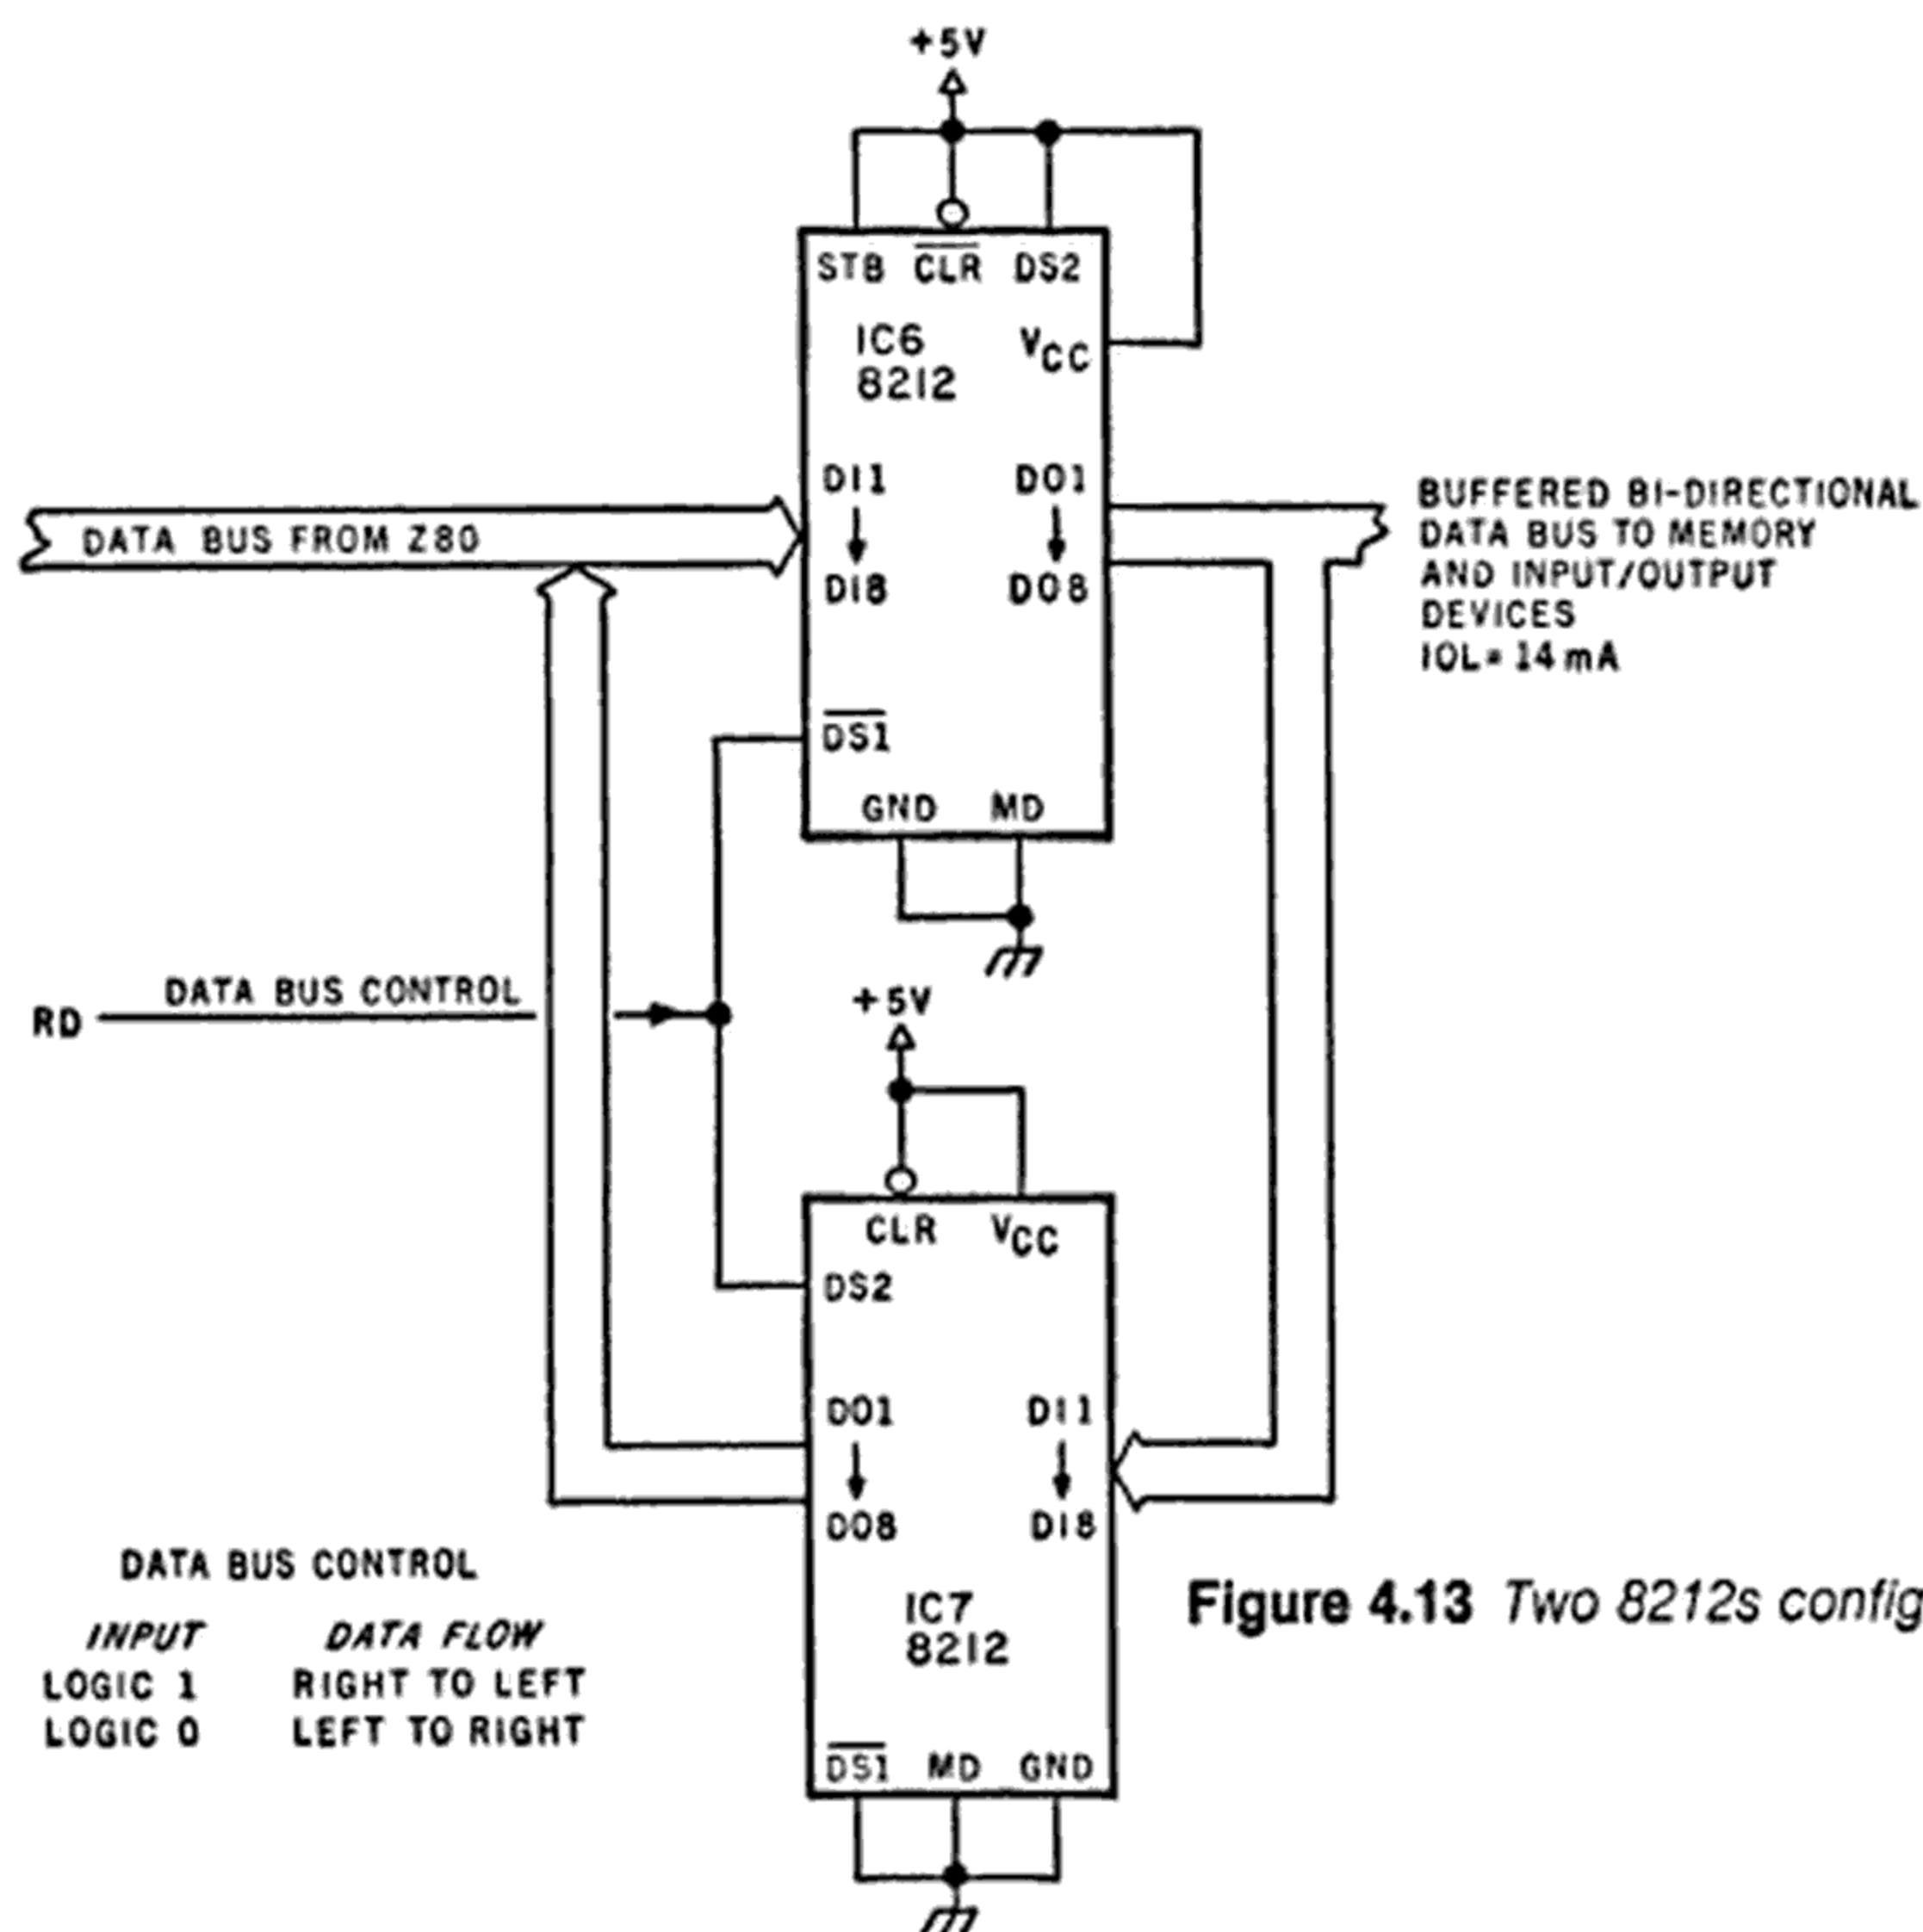 +5V
STB CLR DS2
IC6
8212
VCC
DI1
DI8
DO1
DO8
DATA BUS FROM Z80
BUFFERED BI-DIRECTIONAL
DATA BUS TO MEMORY
AND INPUT/OUTPUT
DEVICES
IOL= 14 mA
DS1
GND MD
RD
DATA BUS CONTROL
+5V
CLR VCC
DS2
DO1
DO8
DI1
DI8
IC7
8212
DS1 MD GND
DATA BUS CONTROL
INPUT DATA FLOW
LOGIC 1 RIGHT TO LEFT
LOGIC 0 LEFT TO RIGHT
Figure 4.13 Two 8212s config